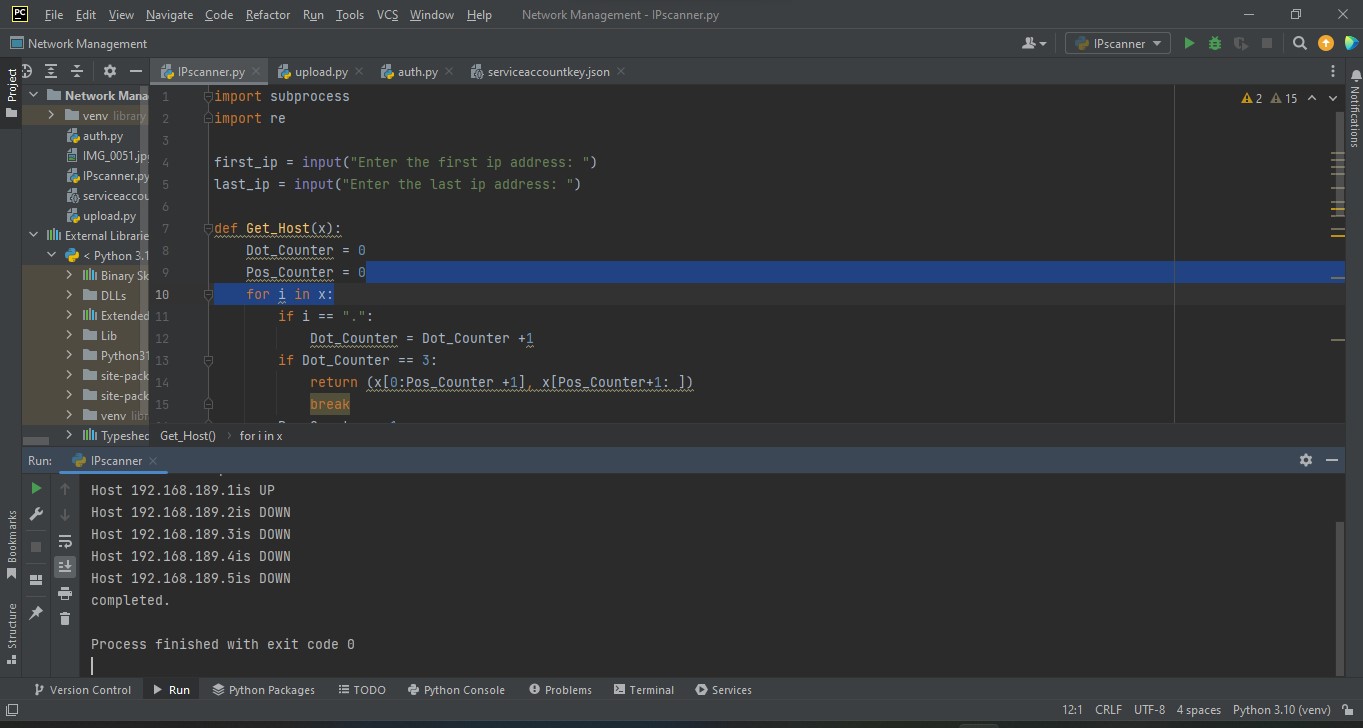 PC File Edit View Navigate Code Refactor Run Tools VCS Window Help Network Management - IPscanner.py
Network Management IPscanner
Project IPscanner.py upload.py auth.py serviceaccountkey.json
Network Mana
venv library
auth.py
IMG_0051.jp
IPscanner.py
serviceaccou
upload.py
External Librarie
< Python 3.1
Binary Sk
DLLs
Extended
Lib
Python31
site-pack
site-pack
venv libr
Typeshed
1 import subprocess
2 import re
3
4 first_ip = input("Enter the first ip address: ")
5 last_ip = input("Enter the last ip address: ")
6
7 def Get_Host(x):
8 Dot_Counter = 0
9 Pos_Counter = 0
10 for i in x:
11 if i == ".":
12 Dot_Counter = Dot_Counter +1
13 if Dot_Counter == 3:
14 return (x[0:Pos_Counter +1], x[Pos_Counter+1: ])
15 break
2 15
Notifications
Get_Host() for i in x
Run: IPscanner
Host 192.168.189.1is UP
Host 192.168.189.2is DOWN
Host 192.168.189.3is DOWN
Host 192.168.189.4is DOWN
Host 192.168.189.5is DOWN
completed.
Process finished with exit code 0
Bookmarks
Structure
Version Control Run Python Packages TODO Python Console Problems Terminal Services
12:1 CRLF UTF-8 4 spaces Python 3.10 (venv)